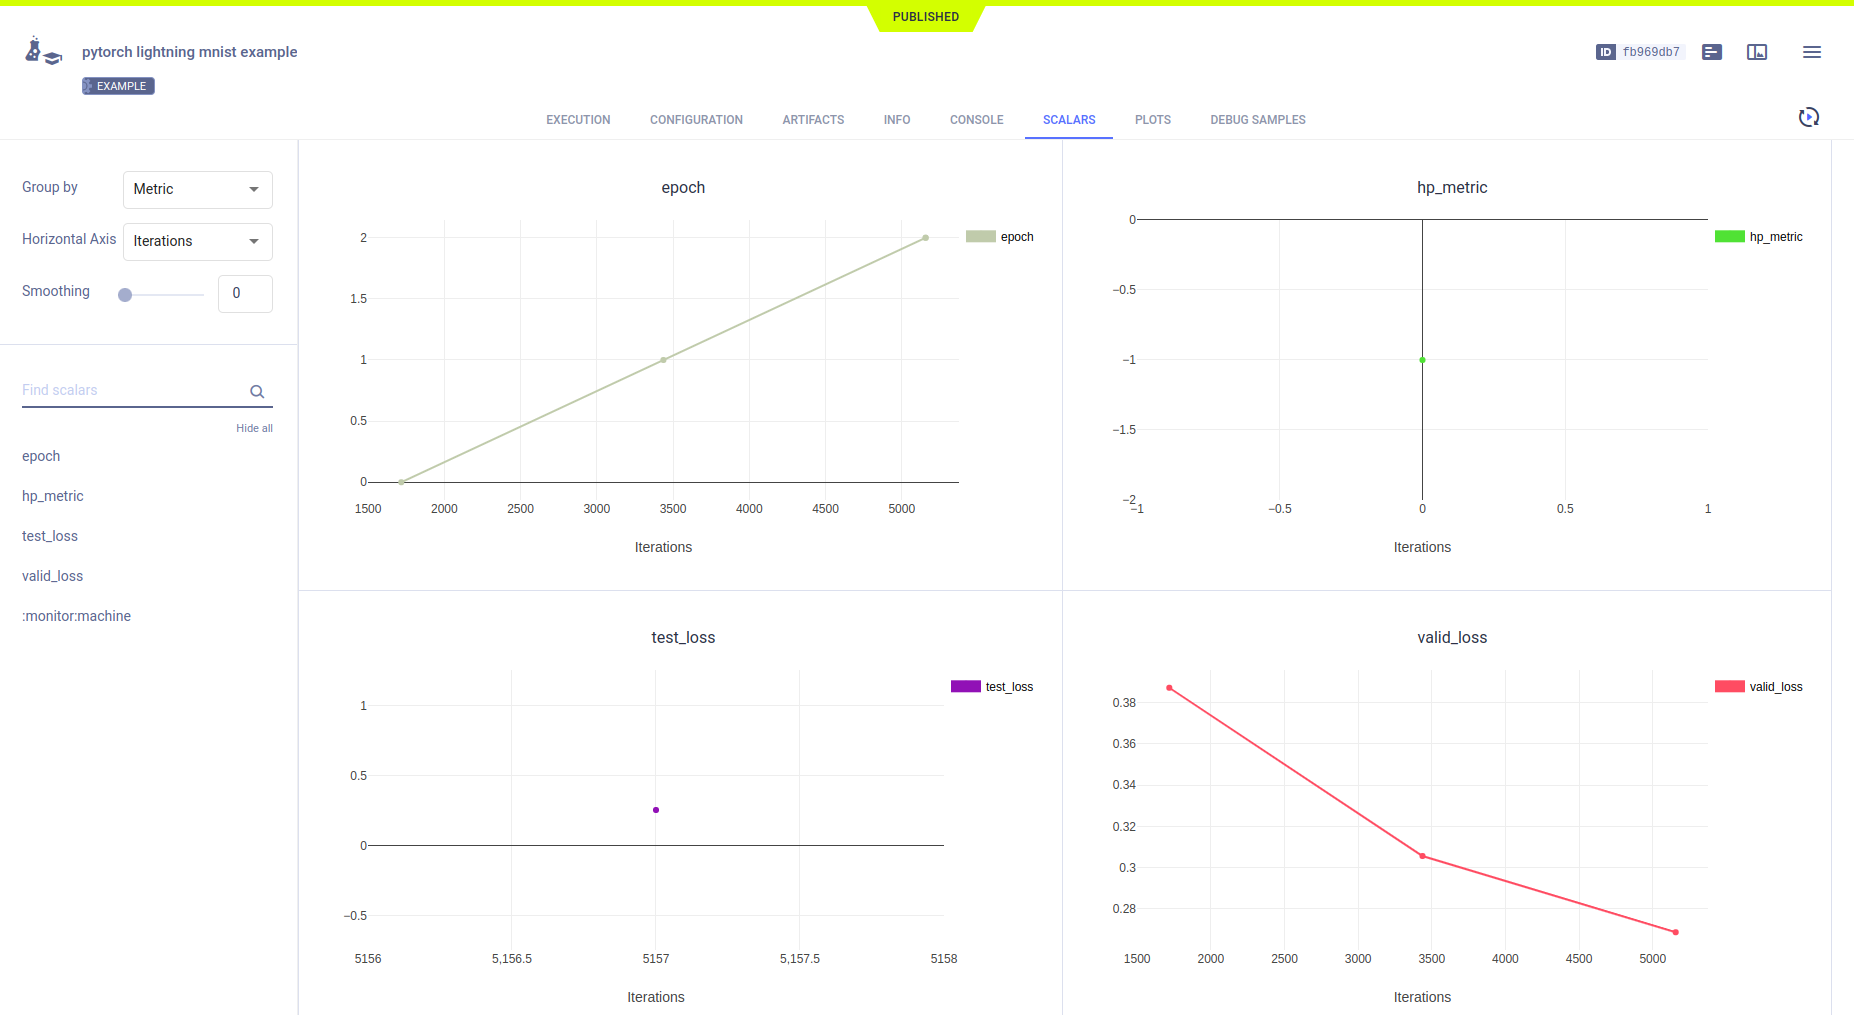 PUBLISHED
pytorch lightning mnist example
ID fb969db7
EXAMPLE
EXECUTION CONFIGURATION ARTIFACTS INFO CONSOLE SCALARS PLOTS DEBUG SAMPLES
Group by Metric
Horizontal Axis Iterations
Smoothing 0
Find scalars
Hide all
epoch
hp_metric
test_loss
valid_loss
:monitor:machine
epoch
epoch
2
1.5
1
0.5
0
1500 2000 2500 3000 3500 4000 4500 5000
Iterations
hp_metric
hp_metric
0
−0.5
−1
−1.5
−2
−1 −0.5 0 0.5 1
Iterations
test_loss
test_loss
1
0.5
0
−0.5
5156 5,156.5 5157 5,157.5 5158
Iterations
valid_loss
valid_loss
0.38
0.36
0.34
0.32
0.3
0.28
1500 2000 2500 3000 3500 4000 4500 5000
Iterations